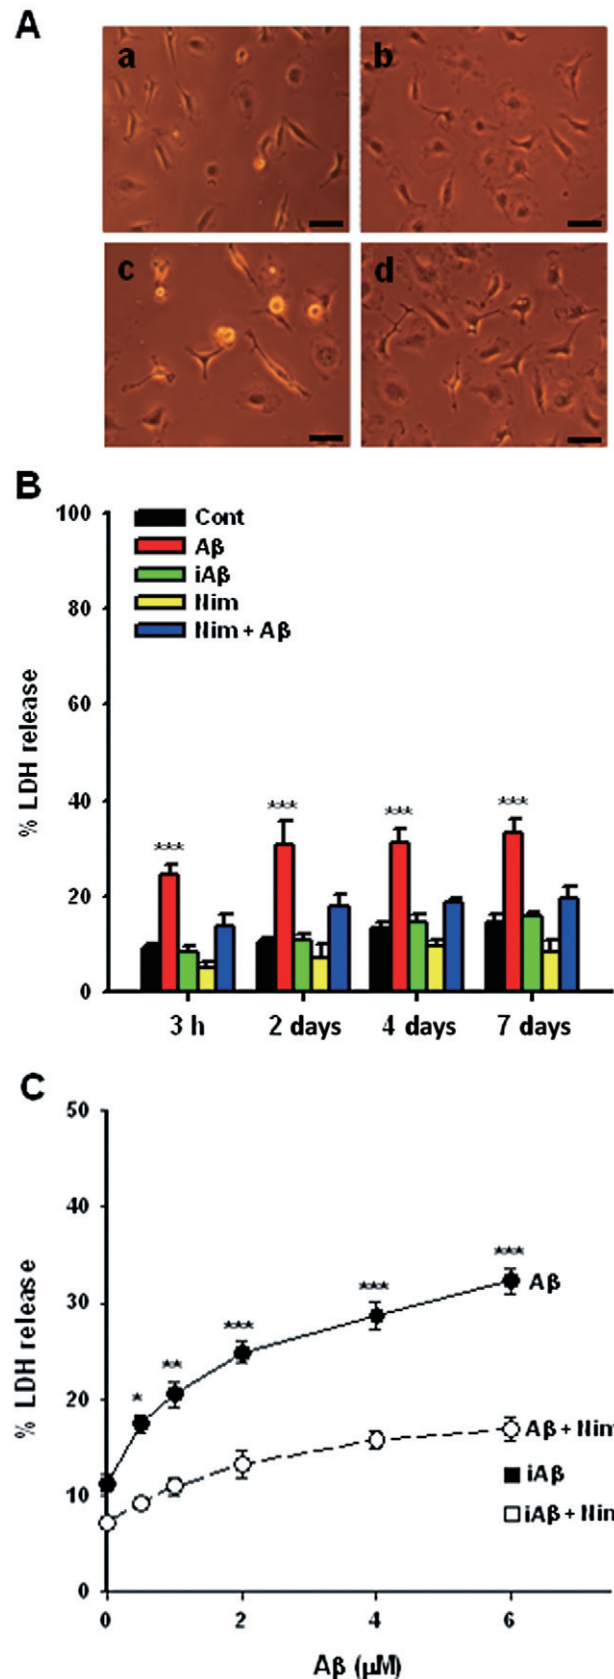 A
a
b
c
d
B
100
80
60
40
20
0
% LDH release
Cont
Aβ
iAβ
Nim
Nim + Aβ
***
***
***
***
3 h
2 days
4 days
7 days
C
50
40
30
20
10
0
% LDH release
*
**
***
***
***
Aβ
Aβ + Nim
iAβ
iAβ + Nim
0
2
4
6
Aβ (μM)